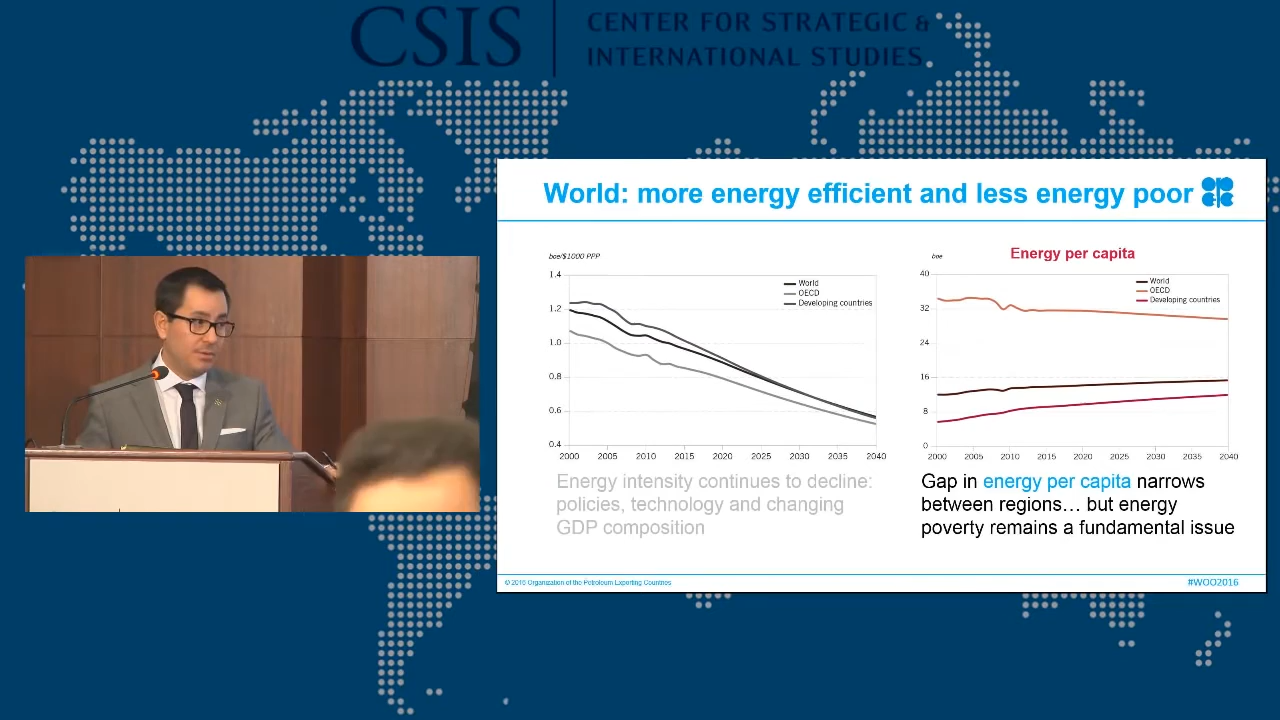 CSIS
CENTER FOR STRATEGIC &
INTERNATIONAL STUDIES
World: more energy efficient and less energy poor
boe/$1000 PPP
1.4
1.2
1.0
0.8
0.6
0.4
World
OECD
Developing countries
2000 2005 2010 2015 2020 2025 2030 2035 2040
Energy intensity continues to decline:
policies, technology and changing
GDP composition
Energy per capita
boe
40
32
24
16
8
0
World
OECD
Developing countries
2000 2005 2010 2015 2020 2025 2030 2035 2040
Gap in energy per capita narrows
between regions… but energy
poverty remains a fundamental issue
© 2016 Organization of the Petroleum Exporting Countries
#WOO2016